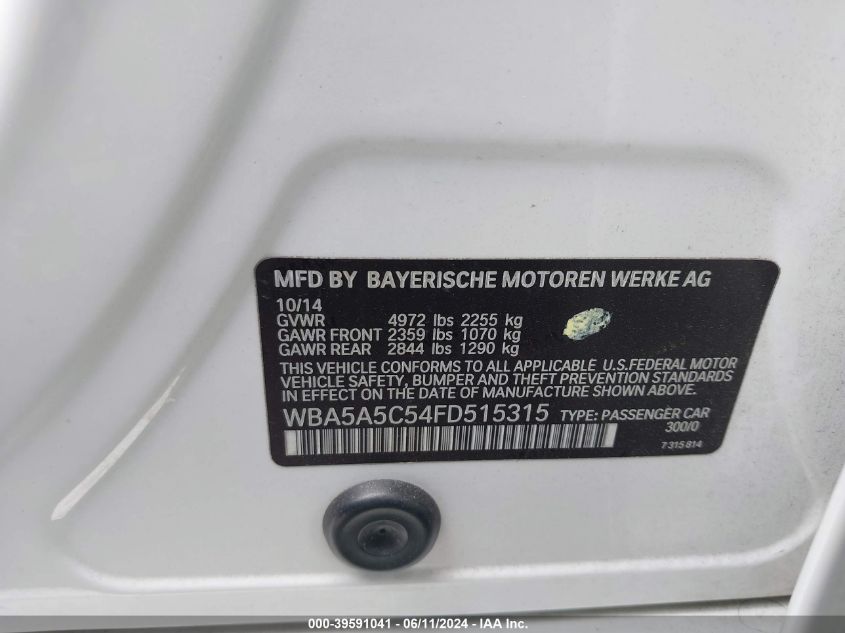 MFD BY BAYERISCHE MOTOREN WERKE AG
10/14
GVWR 4972 lbs 2255 kg
GAWR FRONT 2359 lbs 1070 kg
GAWR REAR 2844 lbs 1290 kg
THIS VEHICLE CONFORMS TO ALL APPLICABLE U.S.FEDERAL MOTOR
VEHICLE SAFETY, BUMPER AND THEFT PREVENTION STANDARDS
IN EFFECT ON THE DATE OF MANUFACTURE SHOWN ABOVE.
WBA5A5C54FD515315 TYPE: PASSENGER CAR
300/0
7315814
000-39591041 - 06/11/2024 - IAA Inc.